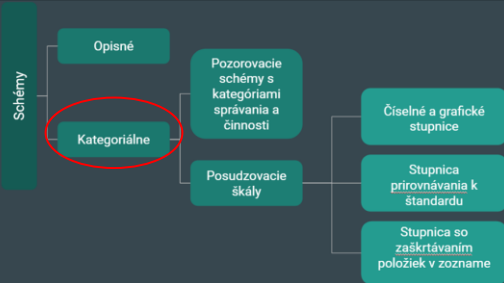 Schémy
Opisné
Kategoriálne
Pozorovacie
schémy s
kategóriami
správania a
činnosti
Posudzovacie
škály
Číselné a grafické
stupnice
Stupnica
prirovnávania k
štandardu
Stupnica so
zaškrtávaním
položiek v zozname